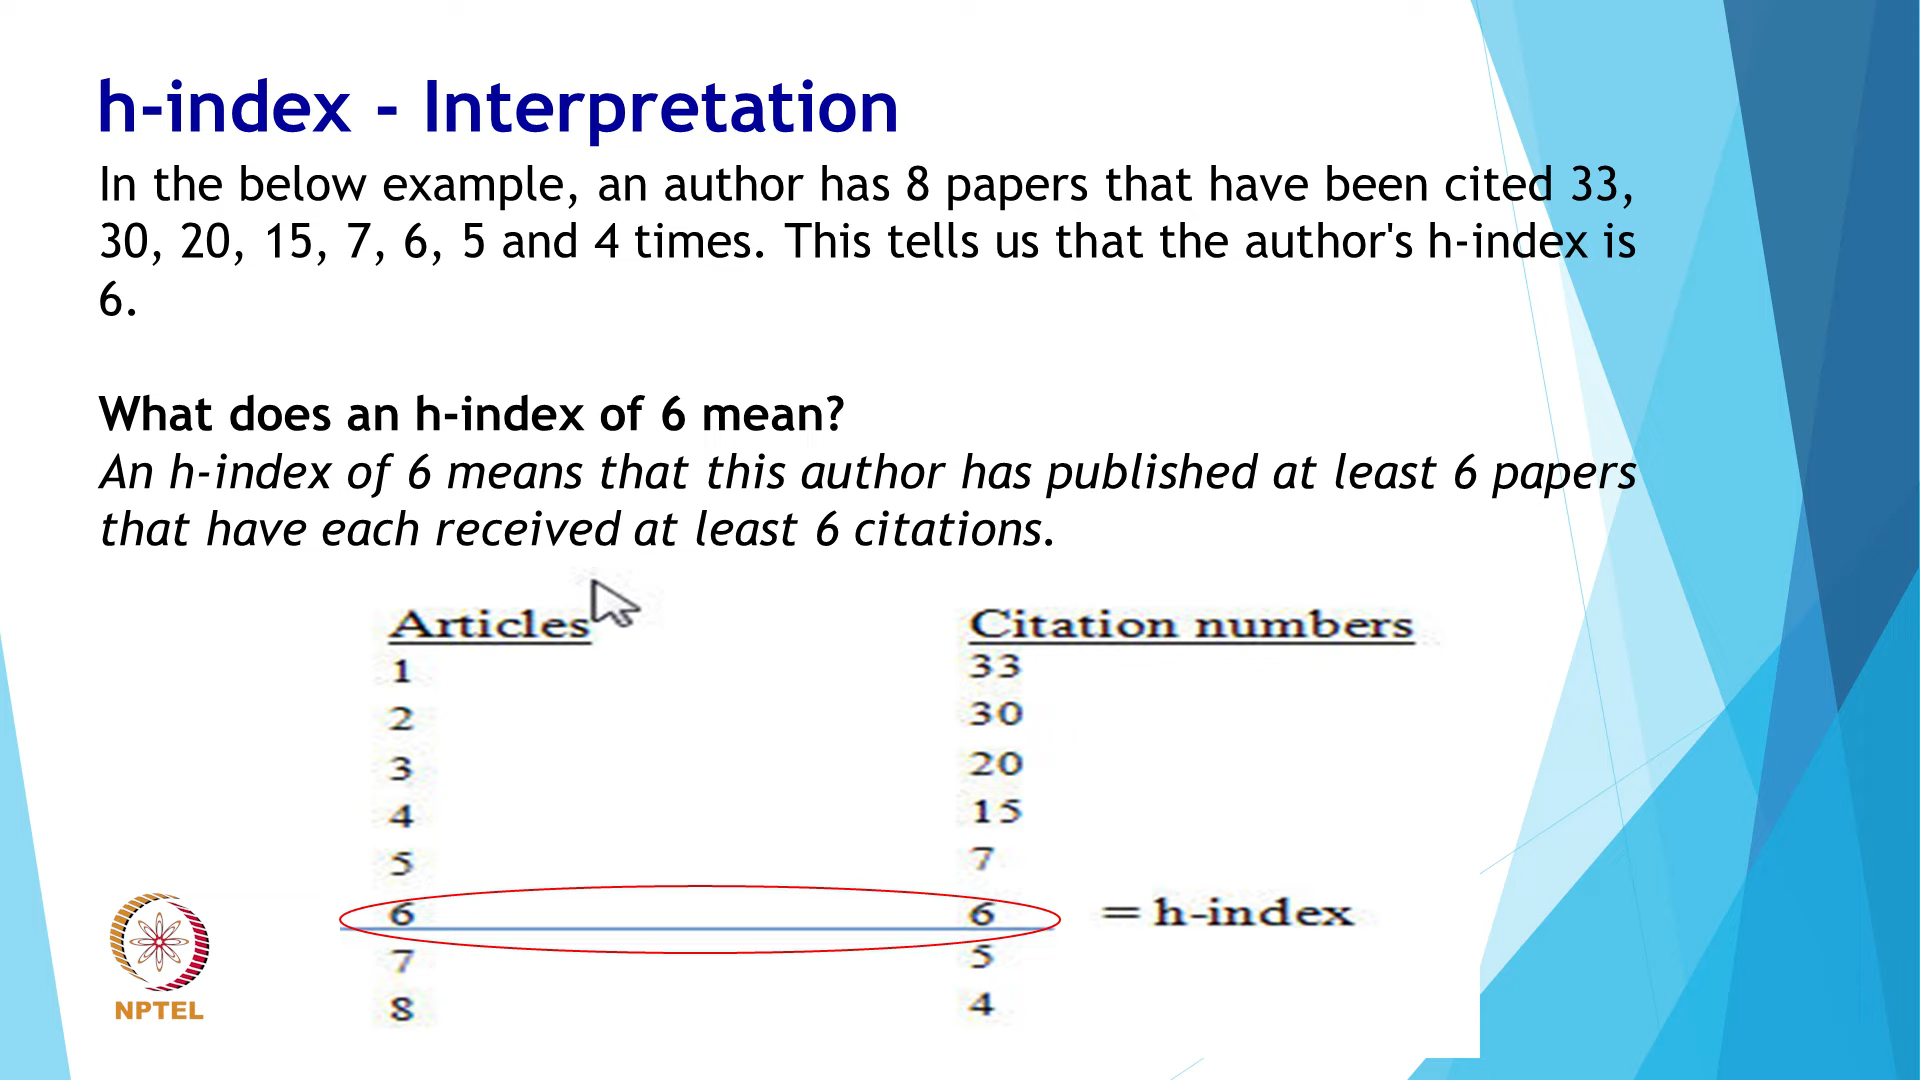 h-index - Interpretation
In the below example, an author has 8 papers that have been cited 33,
30, 20, 15, 7, 6, 5 and 4 times. This tells us that the author's h-index is
6.
What does an h-index of 6 mean?
An h-index of 6 means that this author has published at least 6 papers
that have each received at least 6 citations.
Articles Citation numbers
1 33
2 30
3 20
4 15
5 7
6 6 = h-index
7 5
8 4
NPTEL